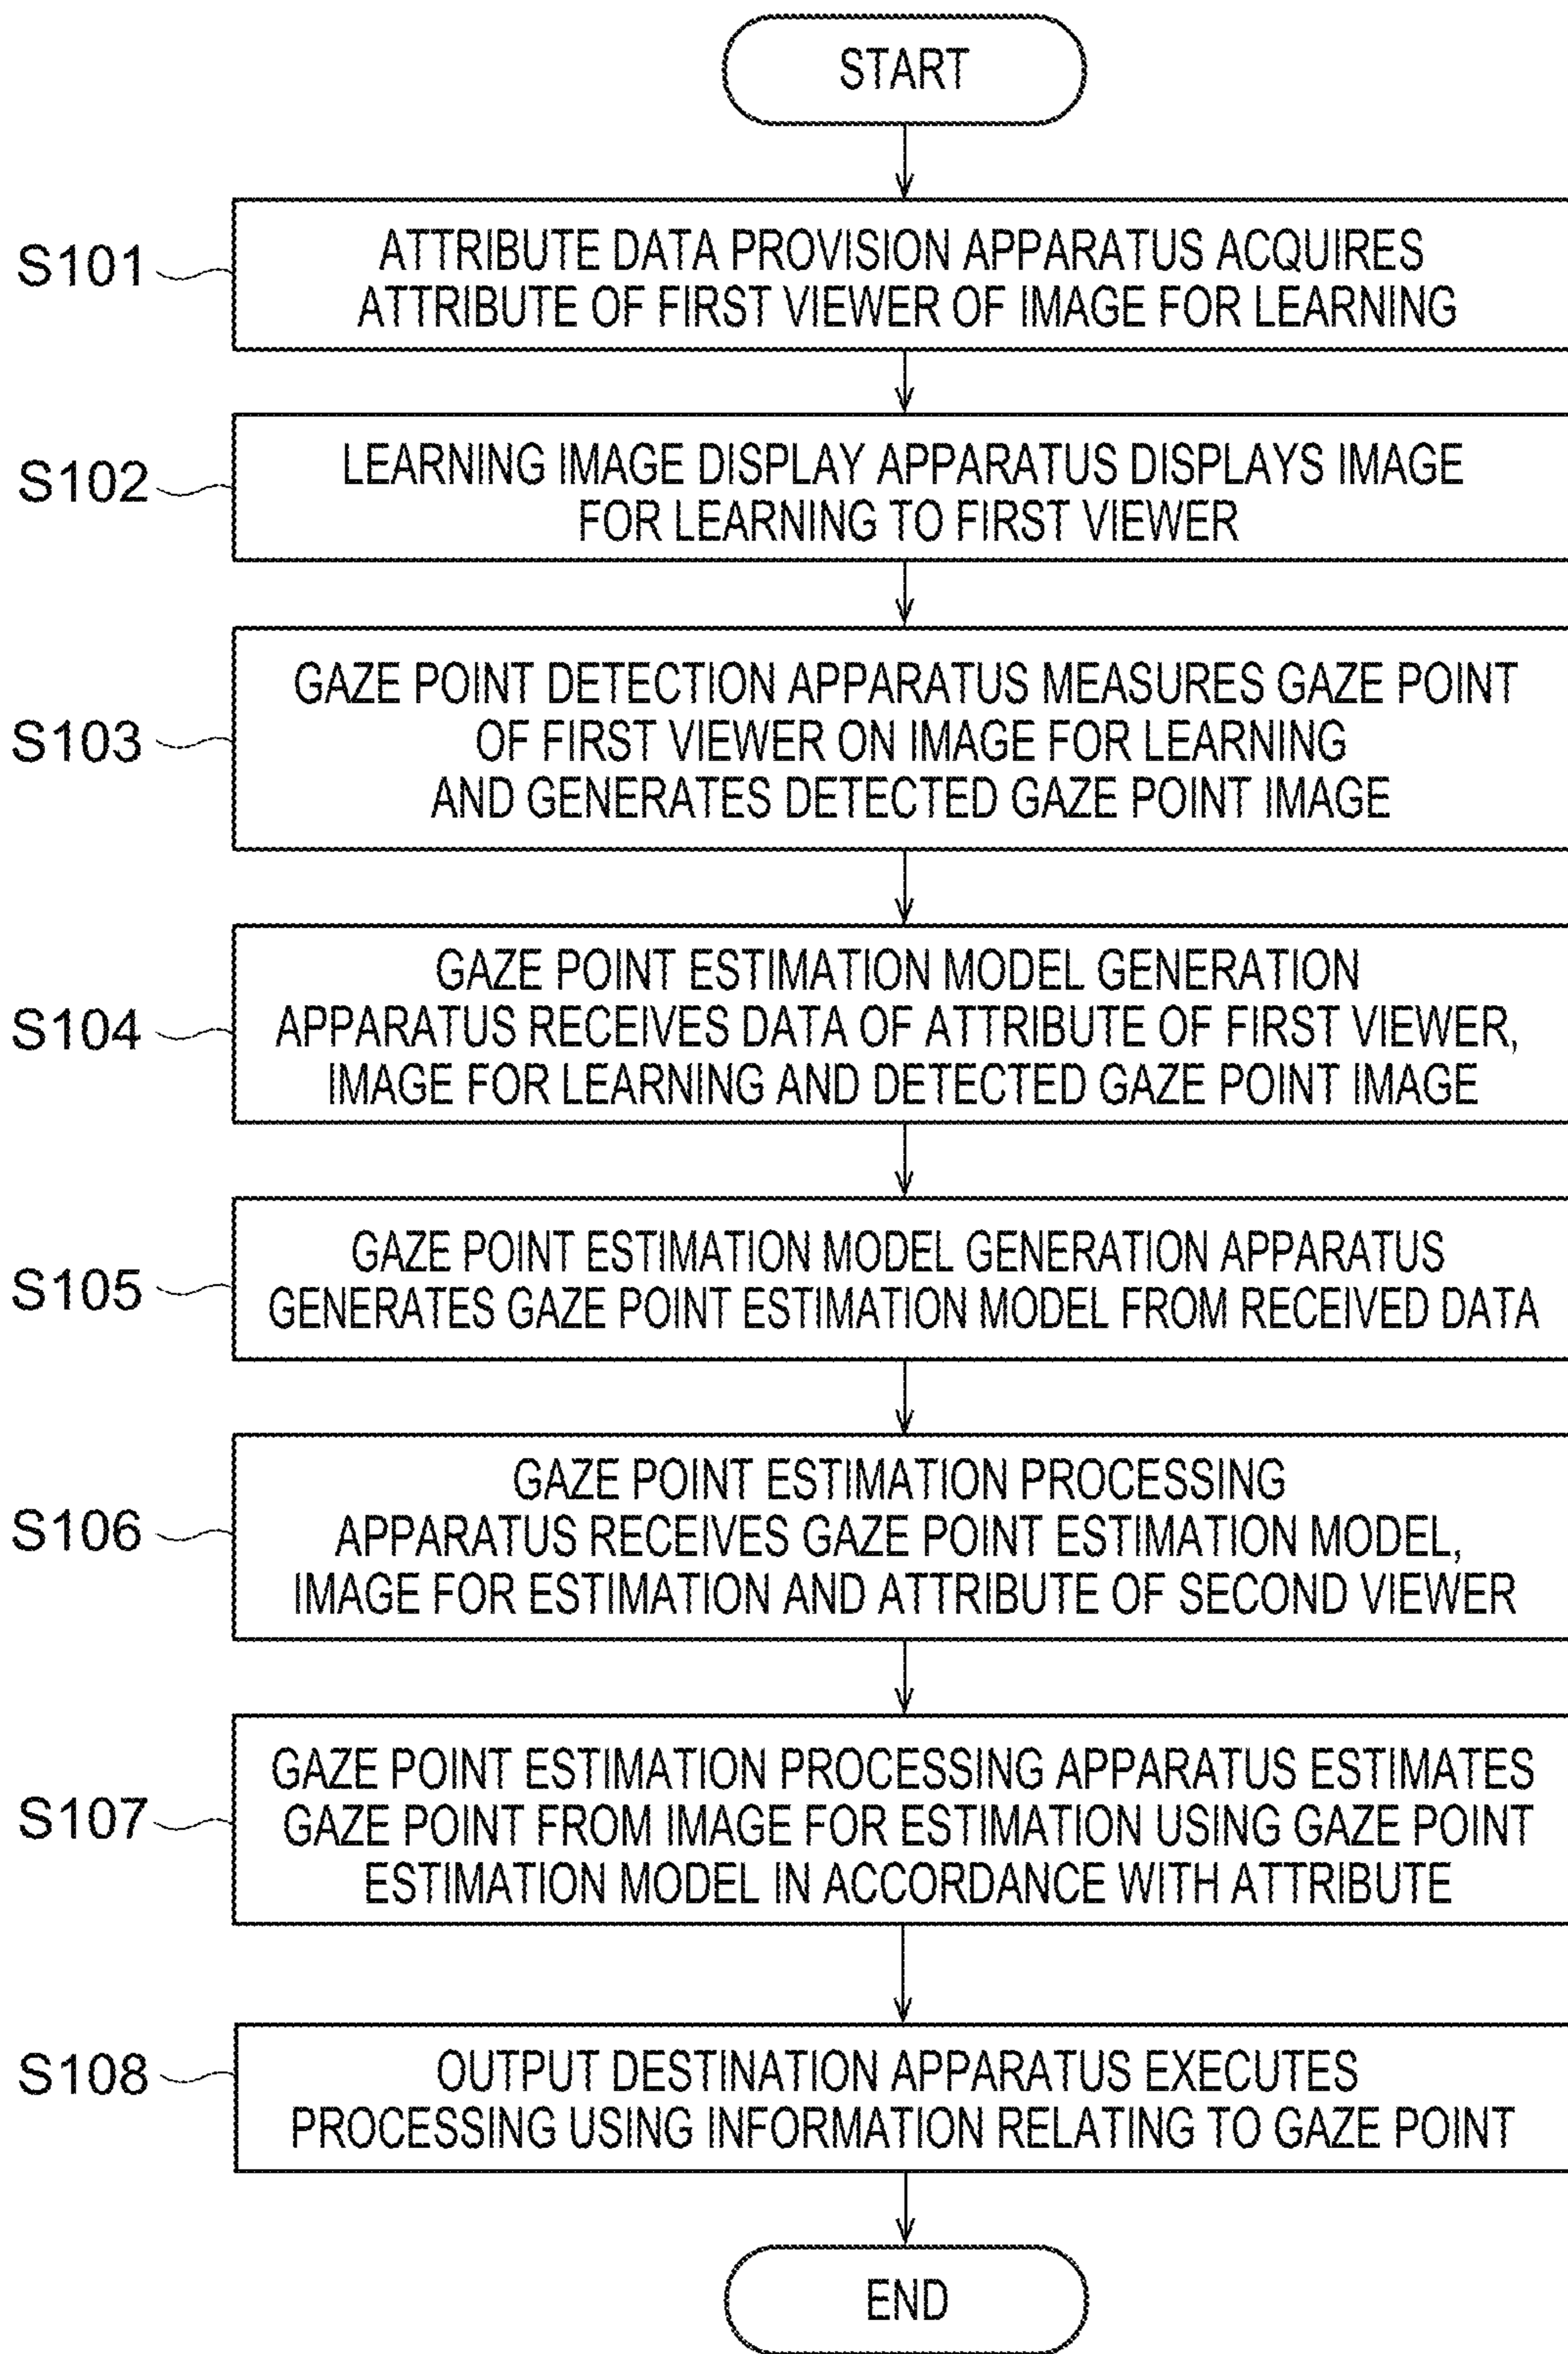 START
S101
ATTRIBUTE DATA PROVISION APPARATUS ACQUIRES
ATTRIBUTE OF FIRST VIEWER OF IMAGE FOR LEARNING
S102
LEARNING IMAGE DISPLAY APPARATUS DISPLAYS IMAGE
FOR LEARNING TO FIRST VIEWER
S103
GAZE POINT DETECTION APPARATUS MEASURES GAZE POINT
OF FIRST VIEWER ON IMAGE FOR LEARNING
AND GENERATES DETECTED GAZE POINT IMAGE
S104
GAZE POINT ESTIMATION MODEL GENERATION
APPARATUS RECEIVES DATA OF ATTRIBUTE OF FIRST VIEWER,
IMAGE FOR LEARNING AND DETECTED GAZE POINT IMAGE
S105
GAZE POINT ESTIMATION MODEL GENERATION APPARATUS
GENERATES GAZE POINT ESTIMATION MODEL FROM RECEIVED DATA
S106
GAZE POINT ESTIMATION PROCESSING
APPARATUS RECEIVES GAZE POINT ESTIMATION MODEL,
IMAGE FOR ESTIMATION AND ATTRIBUTE OF SECOND VIEWER
S107
GAZE POINT ESTIMATION PROCESSING APPARATUS ESTIMATES
GAZE POINT FROM IMAGE FOR ESTIMATION USING GAZE POINT
ESTIMATION MODEL IN ACCORDANCE WITH ATTRIBUTE
S108
OUTPUT DESTINATION APPARATUS EXECUTES
PROCESSING USING INFORMATION RELATING TO GAZE POINT
END